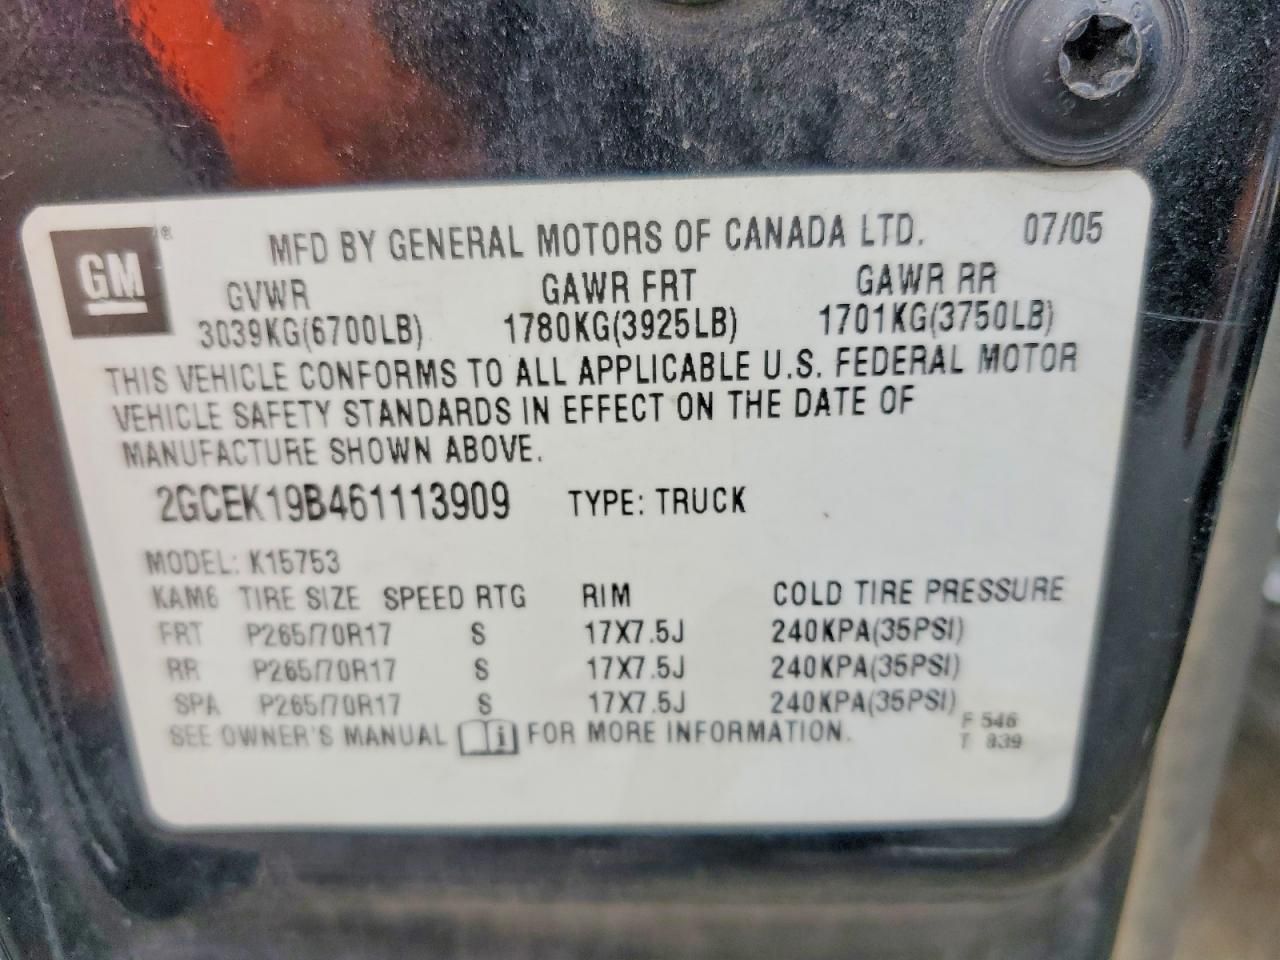 GM ®
MFD BY GENERAL MOTORS OF CANADA LTD. 07/05
GVWR GAWR FRT GAWR RR
3039KG(6700LB) 1780KG(3925LB) 1701KG(3750LB)
THIS VEHICLE CONFORMS TO ALL APPLICABLE U.S. FEDERAL MOTOR
VEHICLE SAFETY STANDARDS IN EFFECT ON THE DATE OF
MANUFACTURE SHOWN ABOVE.
2GCEK19B461113909 TYPE: TRUCK
MODEL: K15753
KAM6 TIRE SIZE SPEED RTG RIM COLD TIRE PRESSURE
FRT P265/70R17 S 17X7.5J 240KPA(35PSI)
RR P265/70R17 S 17X7.5J 240KPA(35PSI)
SPA P265/70R17 S 17X7.5J 240KPA(35PSI)
SEE OWNER'S MANUAL i FOR MORE INFORMATION.
F 546
T 839